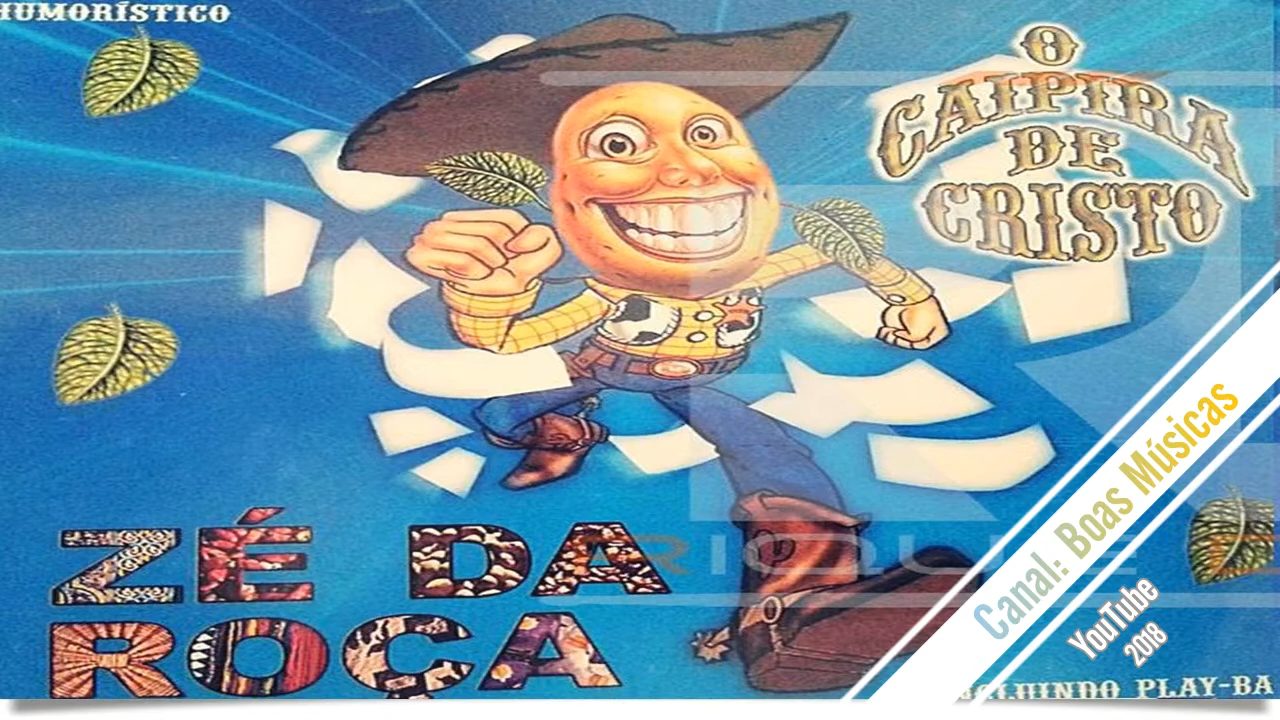 HUMORÍSTICO
O
CAIPIRA
DE
CRISTO
ZÉ DA
ROÇA
Canal: Boas Músicas
YouTube
2018
PLAY-BA